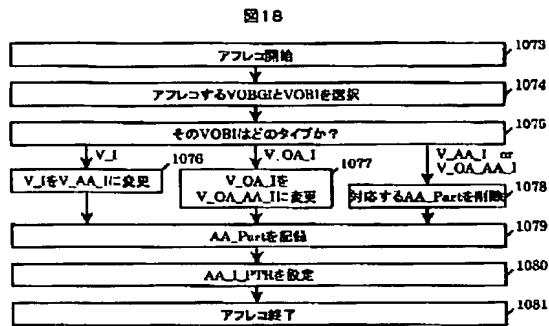 図18
アフレコ開始
1073
アフレコするVOBGIとVOBIを選択
1074
そのVOBIはどのタイプか?
1075
V_I
1076
V_OA_I
1077
V_AA_I or
V_OA_AA_I
V_IをV_AA_Iに変更
V_OA_Iを
V_OA_AA_Iに変更
1078
対応するAA_Partを削除
AA_Partを記録
1079
AA_I_PTRを設定
1080
アフレコ終了
1081